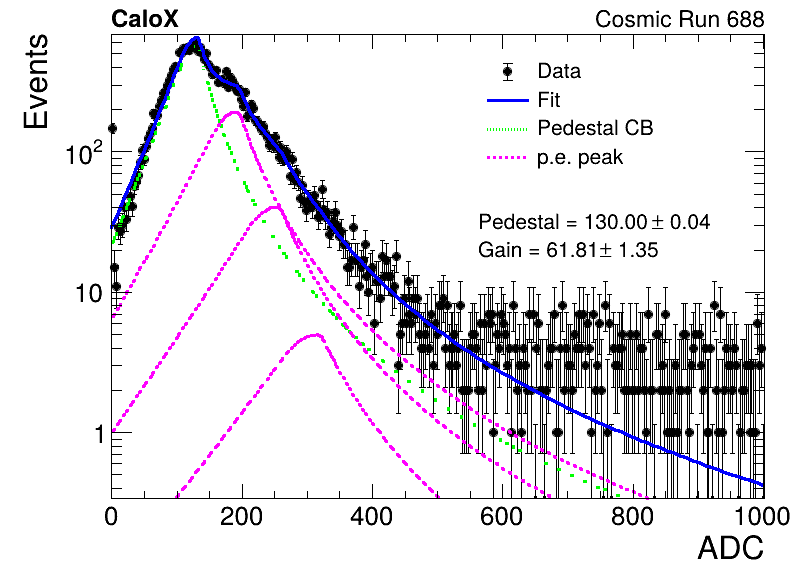 CaloX Cosmic Run 688
Events
Data
Fit
Pedestal CB
p.e. peak
Pedestal = 130.00 ± 0.04
Gain = 61.81 ± 1.35
10²
10
1
0 200 400 600 800 1000
ADC